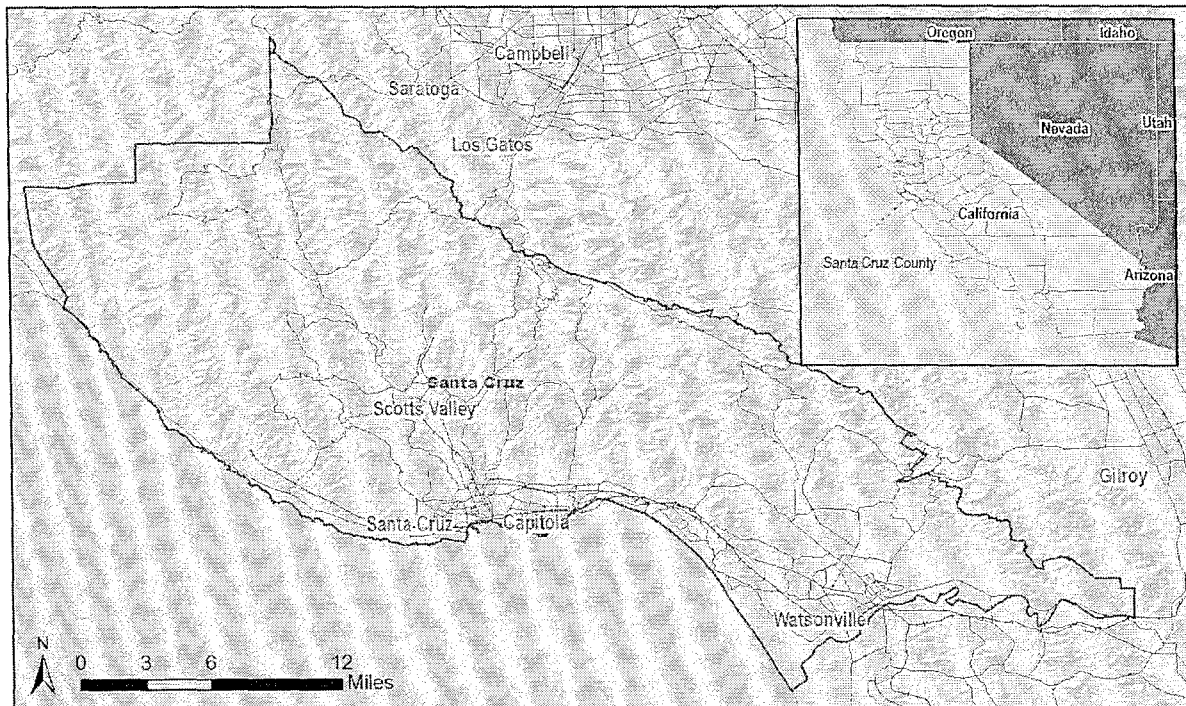 Campbell
Saratoga
Los Gatos
Santa Cruz
Scotts Valley
Santa Cruz
Capitola
Watsonville
Gilroy
Oregon
Idaho
Nevada
Utah
California
Santa Cruz County
Arizona
N
0 3 6 12
Miles